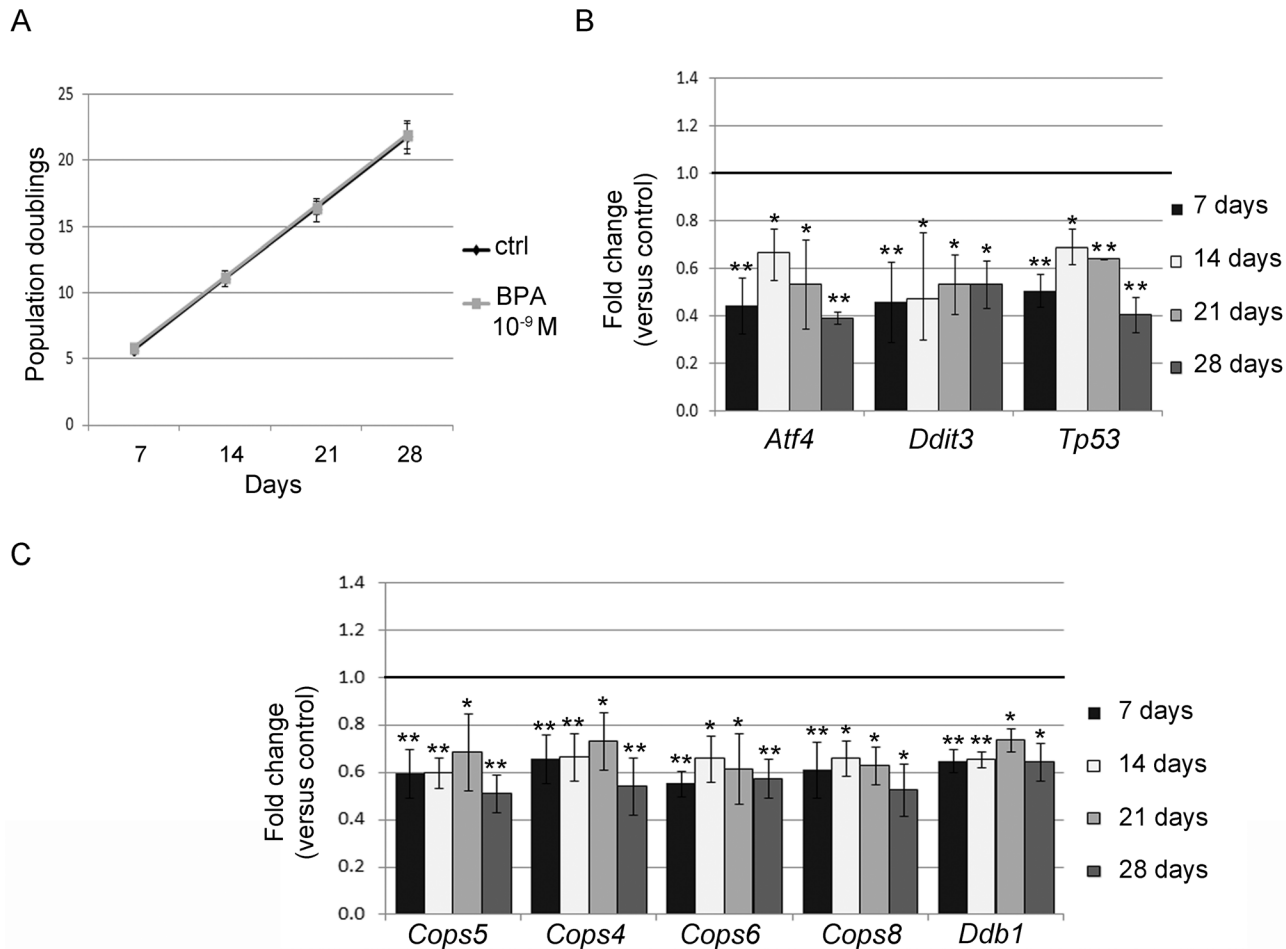 A
25
20
15
10
5
0
Population doublings
7 14 21 28
Days
ctrl
BPA
10⁻⁹ M
B
1.4
1.2
1.0
0.8
0.6
0.4
0.2
0.0
Fold change
(versus control)
** * * **
** * * *
** * ** **
Atf4 Ddit3 Tp53
7 days
14 days
21 days
28 days
C
1.4
1.2
1.0
0.8
0.6
0.4
0.2
0.0
Fold change
(versus control)
** ** * **
** ** * **
** * * **
** * * *
** ** * *
Cops5 Cops4 Cops6 Cops8 Ddb1
7 days
14 days
21 days
28 days